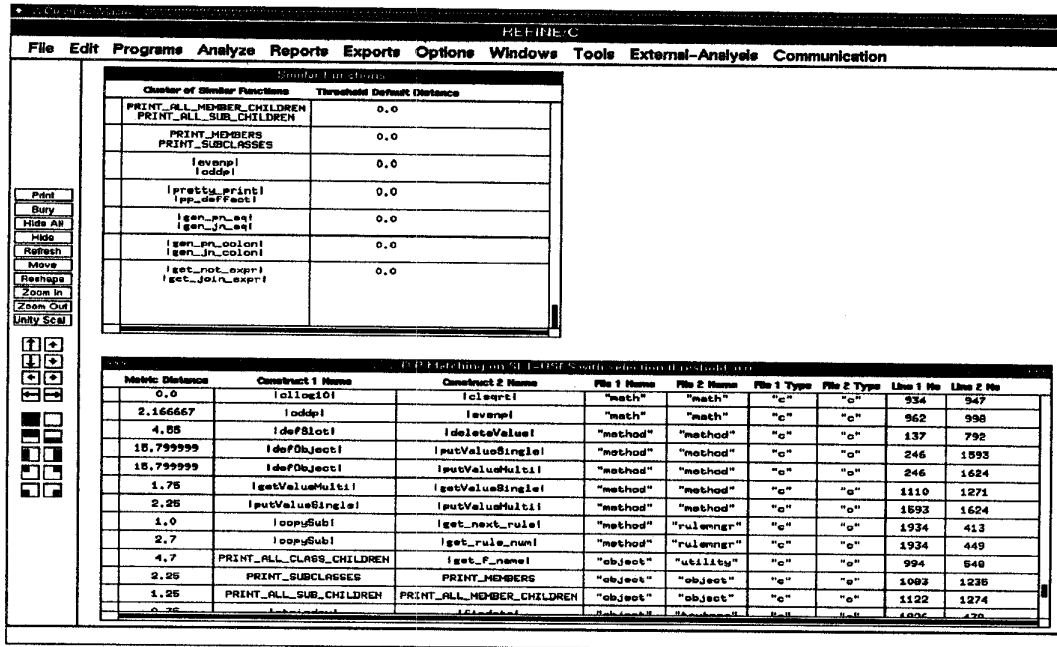 REFINE/C
File Edit Programs Analyze Reports Exports Options Windows Tools External-Analysis Communication
Similar Functions
Cluster of Similar Functions Threshold Default Distance
PRINT_ALL_MEMBER_CHILDREN
PRINT_ALL_SUB_CHILDREN 0.0
PRINT_MEMBERS
PRINT_SUBCLASSES 0.0
|evenp|
|oddp| 0.0
|pretty_print|
|pp_deffact| 0.0
|gen_pn_eq|
|gen_jn_eq| 0.0
|gen_pn_colon|
|gen_jn_colon| 0.0
|get_not_expr|
|get_join_expr| 0.0
Print
Bury
Hide All
Hide
Refresh
Move
Reshape
Zoom In
Zoom Out
Unity Scal
Metric Distance Construct 1 Name Construct 2 Name File 1 Name File 2 Name File 1 Type File 2 Type Line 1 No Line 2 No
0.0 |cllog10| |clsqrt| "math" "math" "c" "c" 934 947
2.166667 |oddp| |evenp| "math" "math" "c" "c" 962 998
4.55 |defSlot| |deleteValue| "method" "method" "c" "c" 137 792
15.799999 |defObject| |putValueSingle| "method" "method" "c" "c" 246 1593
15.799999 |defObject| |putValueMulti| "method" "method" "c" "c" 246 1624
1.75 |getValueMulti| |getValueSingle| "method" "method" "c" "c" 1110 1271
2.25 |putValueSingle| |putValueMulti| "method" "method" "c" "c" 1593 1624
1.0 |copySub| |get_next_rule| "method" "rulemngr" "c" "c" 1934 413
2.7 |copySub| |get_rule_num| "method" "rulemngr" "c" "c" 1934 449
4.7 PRINT_ALL_CLASS_CHILDREN |get_F_name| "object" "utility" "c" "c" 994 548
2.25 PRINT_SUBCLASSES PRINT_MEMBERS "object" "object" "c" "c" 1083 1235
1.25 PRINT_ALL_SUB_CHILDREN PRINT_ALL_MEMBER_CHILDREN "object" "object" "c" "c" 1122 1274